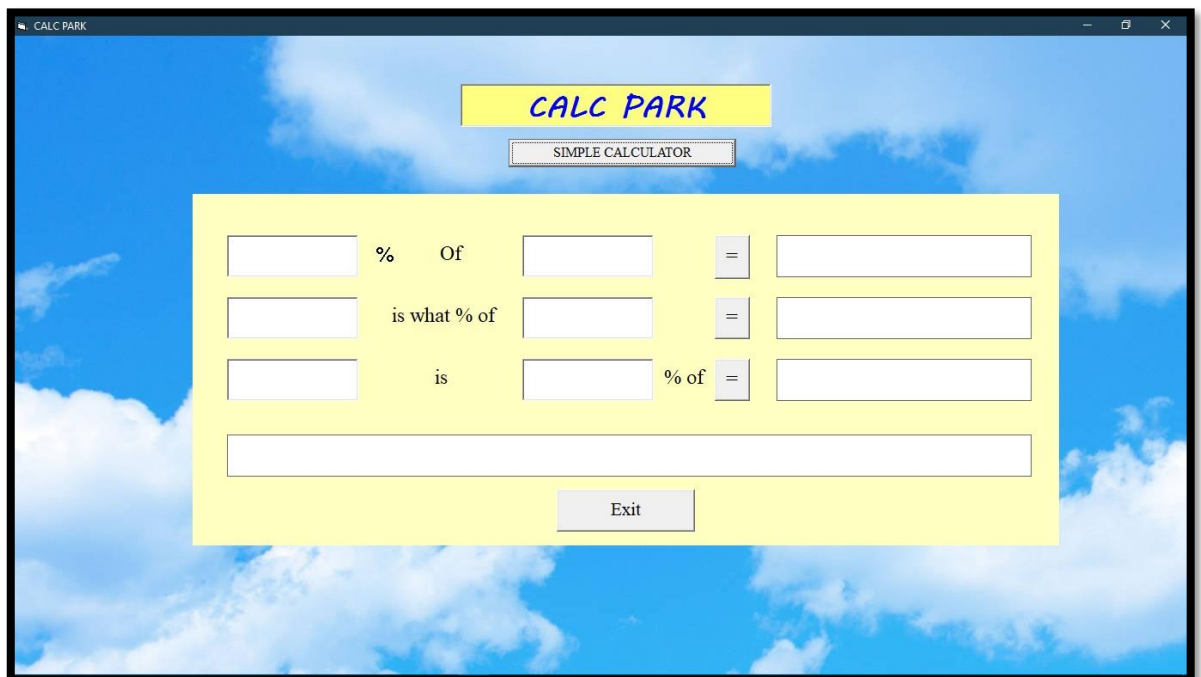 CALC PARK
CALC PARK
SIMPLE CALCULATOR
% Of =
is what % of =
is % of =
Exit